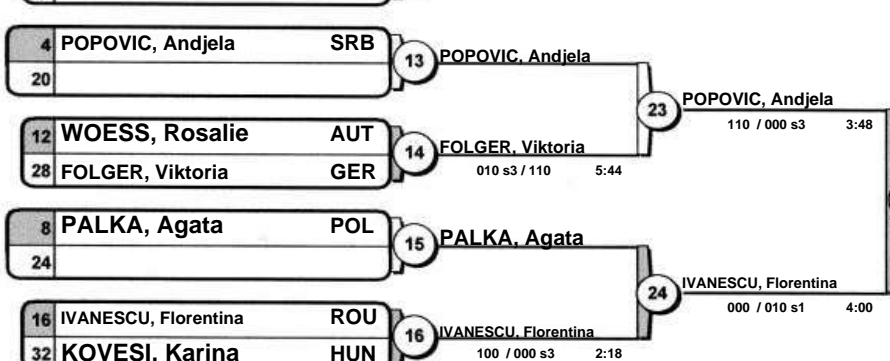 4 POPOVIC, Andjela SRB
20
13 POPOVIC, Andjela
12 WOESS, Rosalie AUT
28 FOLGER, Viktoria GER
14 FOLGER, Viktoria
010 s3 / 110 5:44
23 POPOVIC, Andjela
110 / 000 s3 3:48
8 PALKA, Agata POL
24
15 PALKA, Agata
16 IVANESCU, Florentina ROU
32 KOVESI, Karina HUN
16 IVANESCU, Florentina
100 / 000 s3 2:18
24 IVANESCU, Florentina
000 / 010 s1 4:00